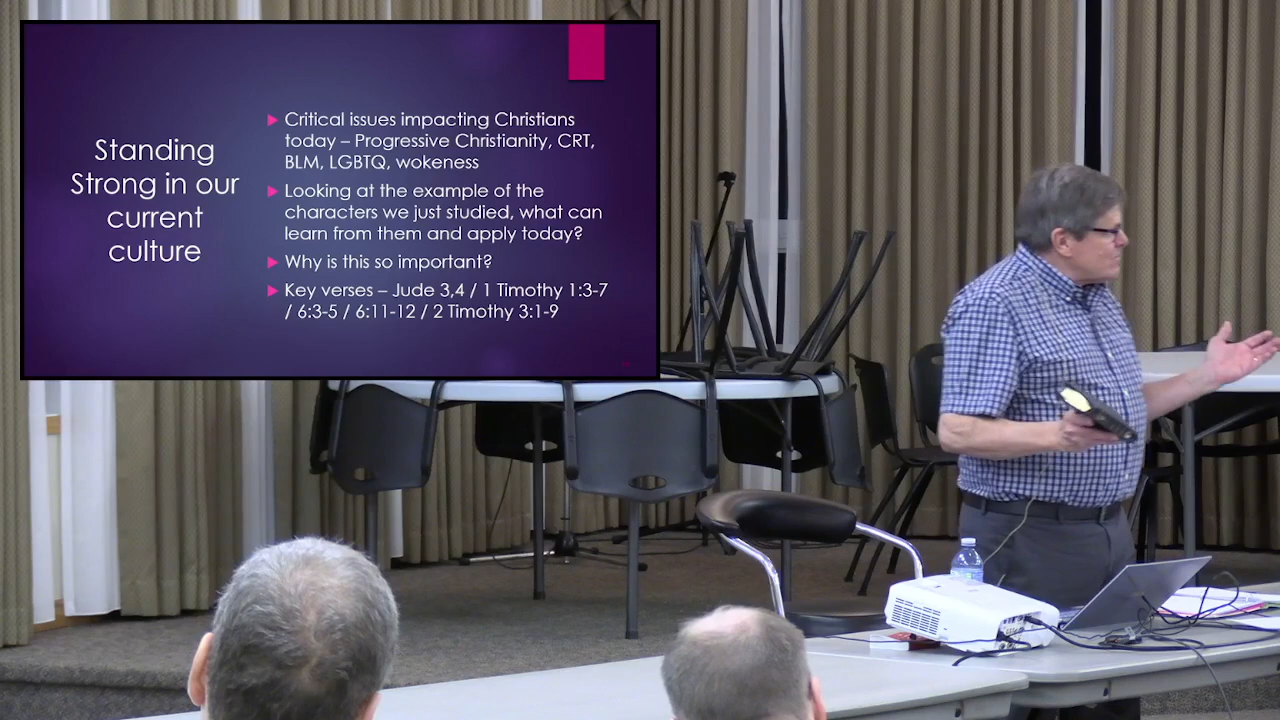 Standing
Strong in our
current
culture
Critical issues impacting Christians
today – Progressive Christianity, CRT,
BLM, LGBTQ, wokeness
Looking at the example of the
characters we just studied, what can
learn from them and apply today?
Why is this so important?
Key verses – Jude 3,4 / 1 Timothy 1:3-7
/ 6:3-5 / 6:11-12 / 2 Timothy 3:1-9